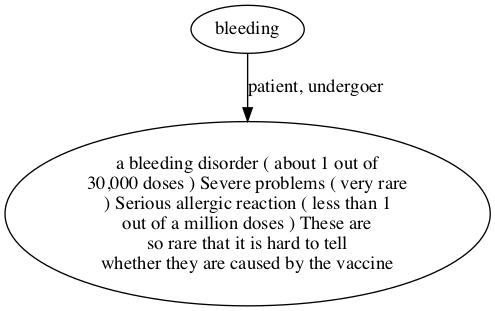 bleeding
patient, undergoer
a bleeding disorder ( about 1 out of
30,000 doses ) Severe problems ( very rare
) Serious allergic reaction ( less than 1
out of a million doses ) These are
so rare that it is hard to tell
whether they are caused by the vaccine